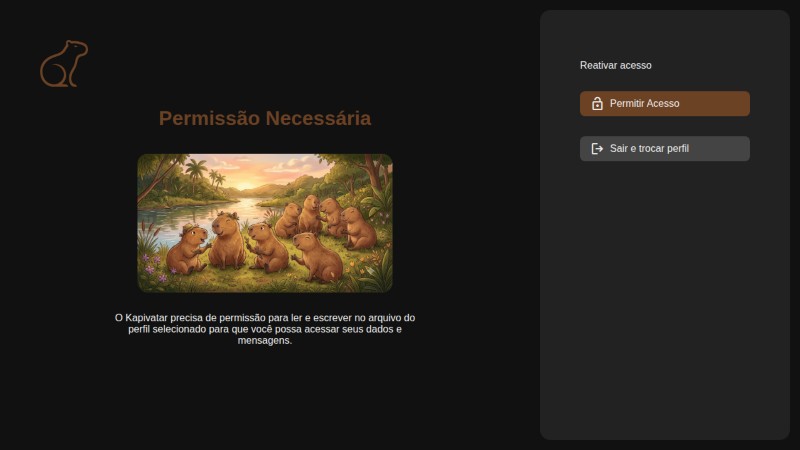 Permissão Necessária
O Kapivatar precisa de permissão para ler e escrever no arquivo do
perfil selecionado para que você possa acessar seus dados e
mensagens.
Reativar acesso
Permitir Acesso
Sair e trocar perfil